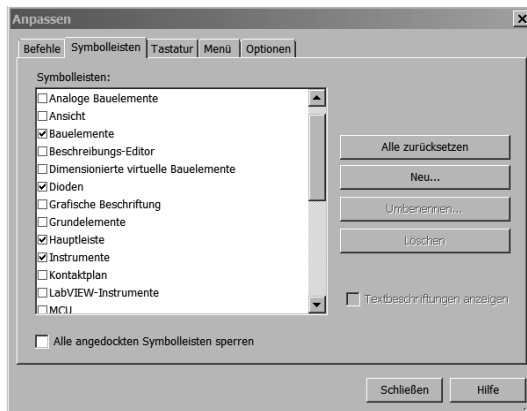 Anpassen
Befehle Symbolleisten Tastatur Menü Optionen
Symbolleisten:
Analoge Bauelemente
Ansicht
Bauelemente
Beschreibungs-Editor
Dimensionierte virtuelle Bauelemente
Dioden
Grafische Beschriftung
Grundelemente
Hauptleiste
Instrumente
Kontaktplan
LabVIEW-Instrumente
MCU
Alle zurücksetzen
Neu...
Umbenennen...
Löschen
Textbeschriftungen anzeigen
Alle angedockten Symbolleisten sperren
Schließen Hilfe